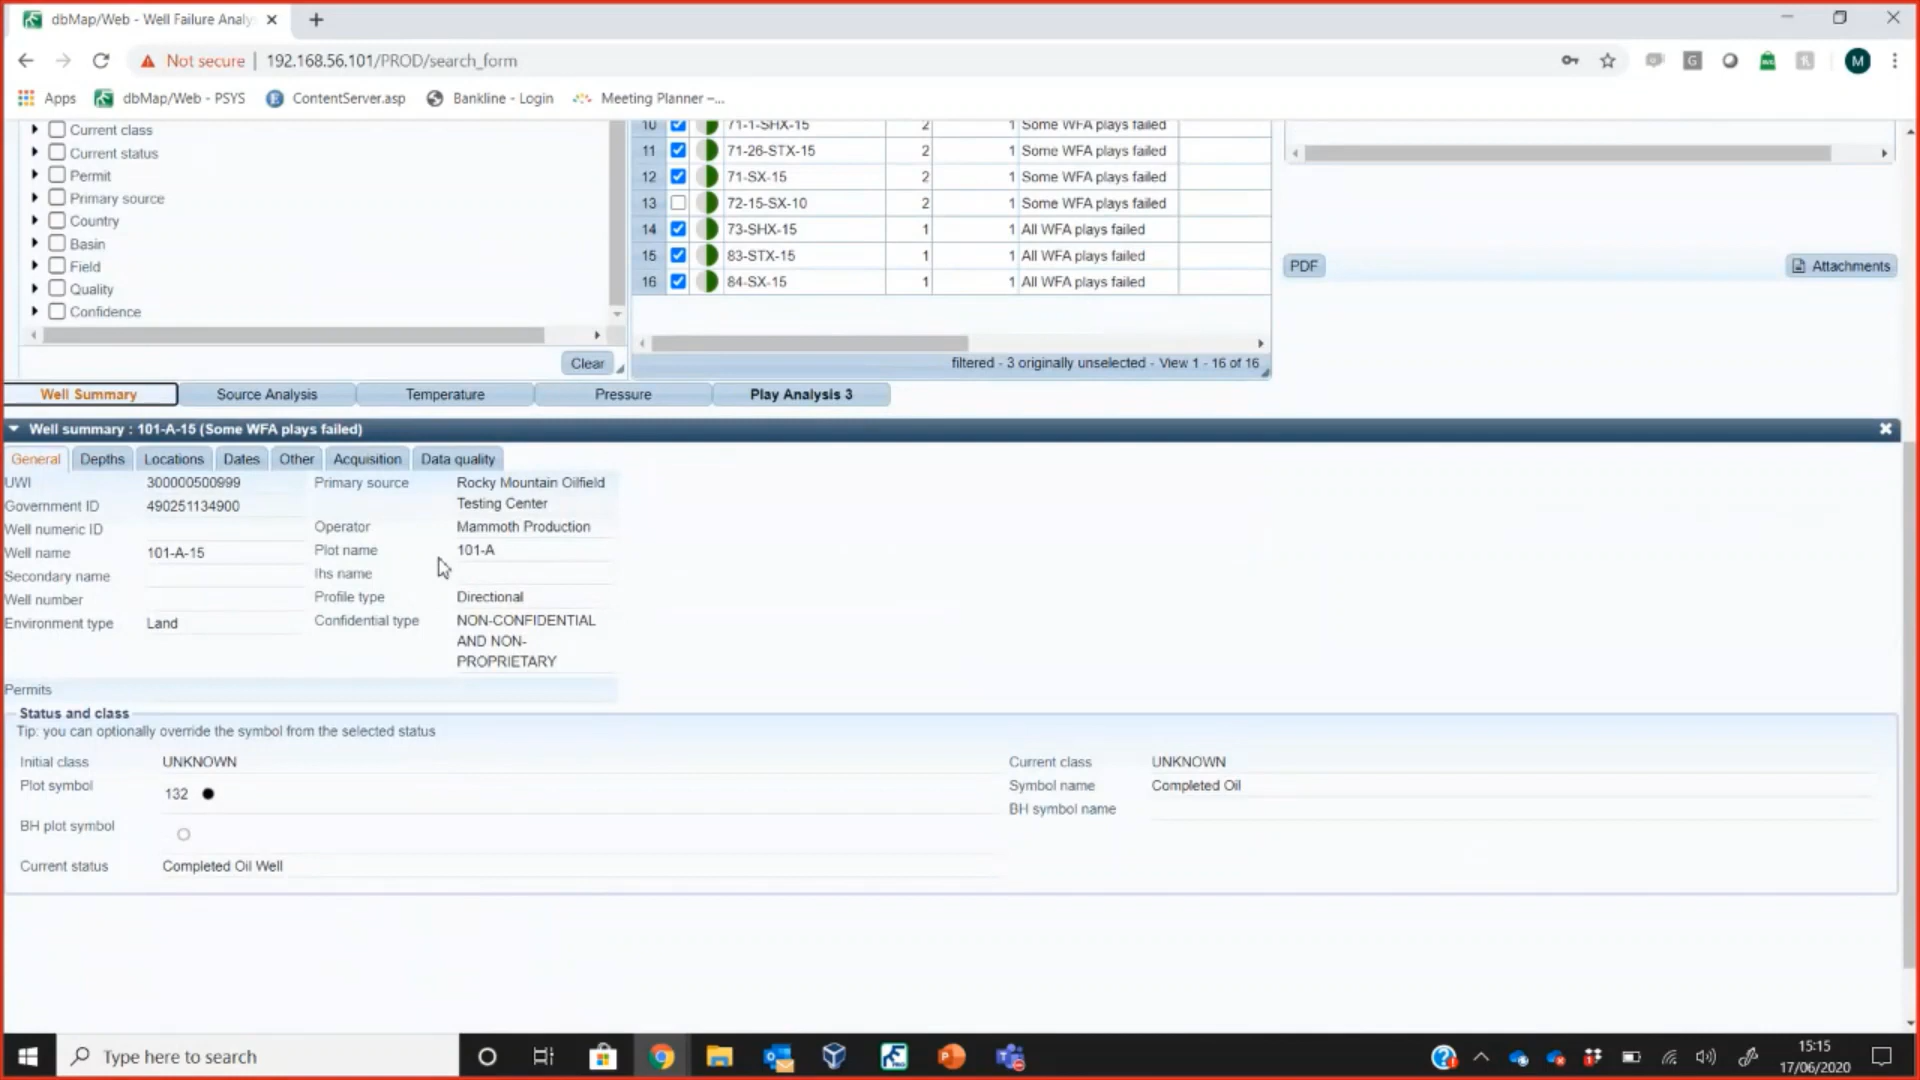 dbMap/Web - Well Failure Analy
Not secure | 192.168.56.101/PROD/search_form
M
Apps dbMap/Web - PSYS ContentServer.asp Bankline - Login Meeting Planner –...
Current class
Current status
Permit
Primary source
Country
Basin
Field
Quality
Confidence
Clear
10 71-1-SHX-15 2 1 Some WFA plays failed
11 71-26-STX-15 2 1 Some WFA plays failed
12 71-SX-15 2 1 Some WFA plays failed
13 72-15-SX-10 2 1 Some WFA plays failed
14 73-SHX-15 1 1 All WFA plays failed
15 83-STX-15 1 1 All WFA plays failed
16 84-SX-15 1 1 All WFA plays failed
filtered - 3 originally unselected - View 1 - 16 of 16
PDF Attachments
Well Summary Source Analysis Temperature Pressure Play Analysis 3
Well summary : 101-A-15 (Some WFA plays failed)
General Depths Locations Dates Other Acquisition Data quality
UWI 300000500999
Government ID 490251134900
Well numeric ID
Well name 101-A-15
Secondary name
Well number
Environment type Land
Primary source Rocky Mountain Oilfield
Testing Center
Operator Mammoth Production
Plot name 101-A
Ihs name
Profile type Directional
Confidential type NON-CONFIDENTIAL
AND NON-
PROPRIETARY
Permits
Status and class
Tip: you can optionally override the symbol from the selected status
Initial class UNKNOWN
Plot symbol 132
BH plot symbol
Current status Completed Oil Well
Current class UNKNOWN
Symbol name Completed Oil
BH symbol name
Type here to search
15:15
17/06/2020